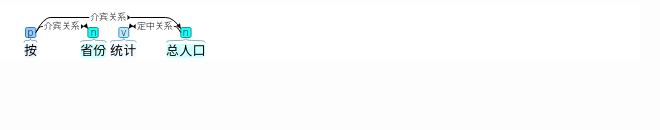 介宾关系
介宾关系 定中关系
p n v n
按 省份 统计 总人口